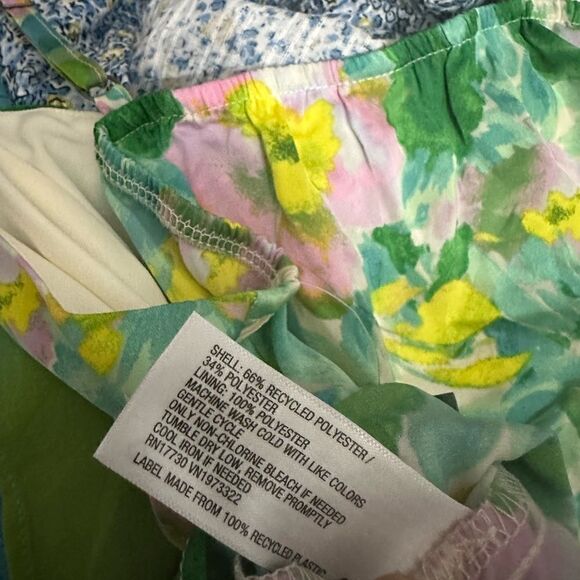 SHELL: 66% RECYCLED POLYESTER/
34% POLYESTER
LINING: 100% POLYESTER
MACHINE WASH COLD WITH LIKE COLORS
GENTLE CYCLE
ONLY NON-CHLORINE BLEACH IF NEEDED
TUMBLE DRY LOW, REMOVE PROMPTLY
COOL IRON IF NEEDED
RN17730 VN1973322
LABEL MADE FROM 100% RECYCLED PLASTIC